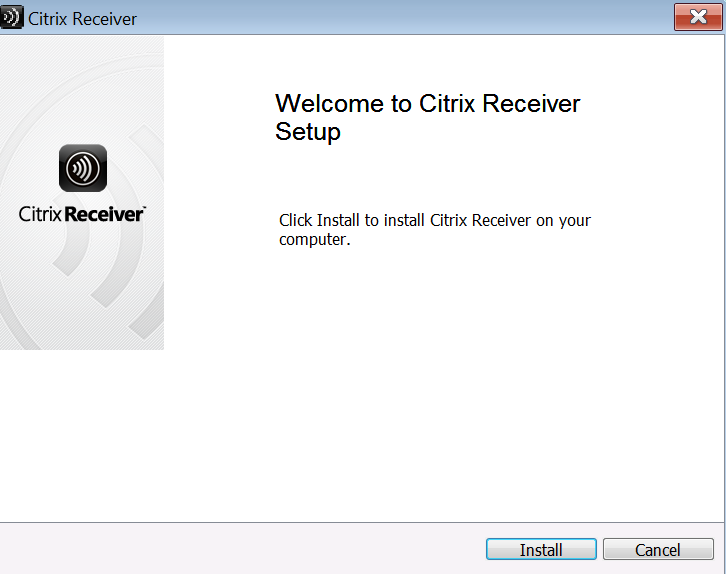 Citrix Receiver
Citrix Receiver™
Welcome to Citrix Receiver
Setup
Click Install to install Citrix Receiver on your
computer.
Install
Cancel